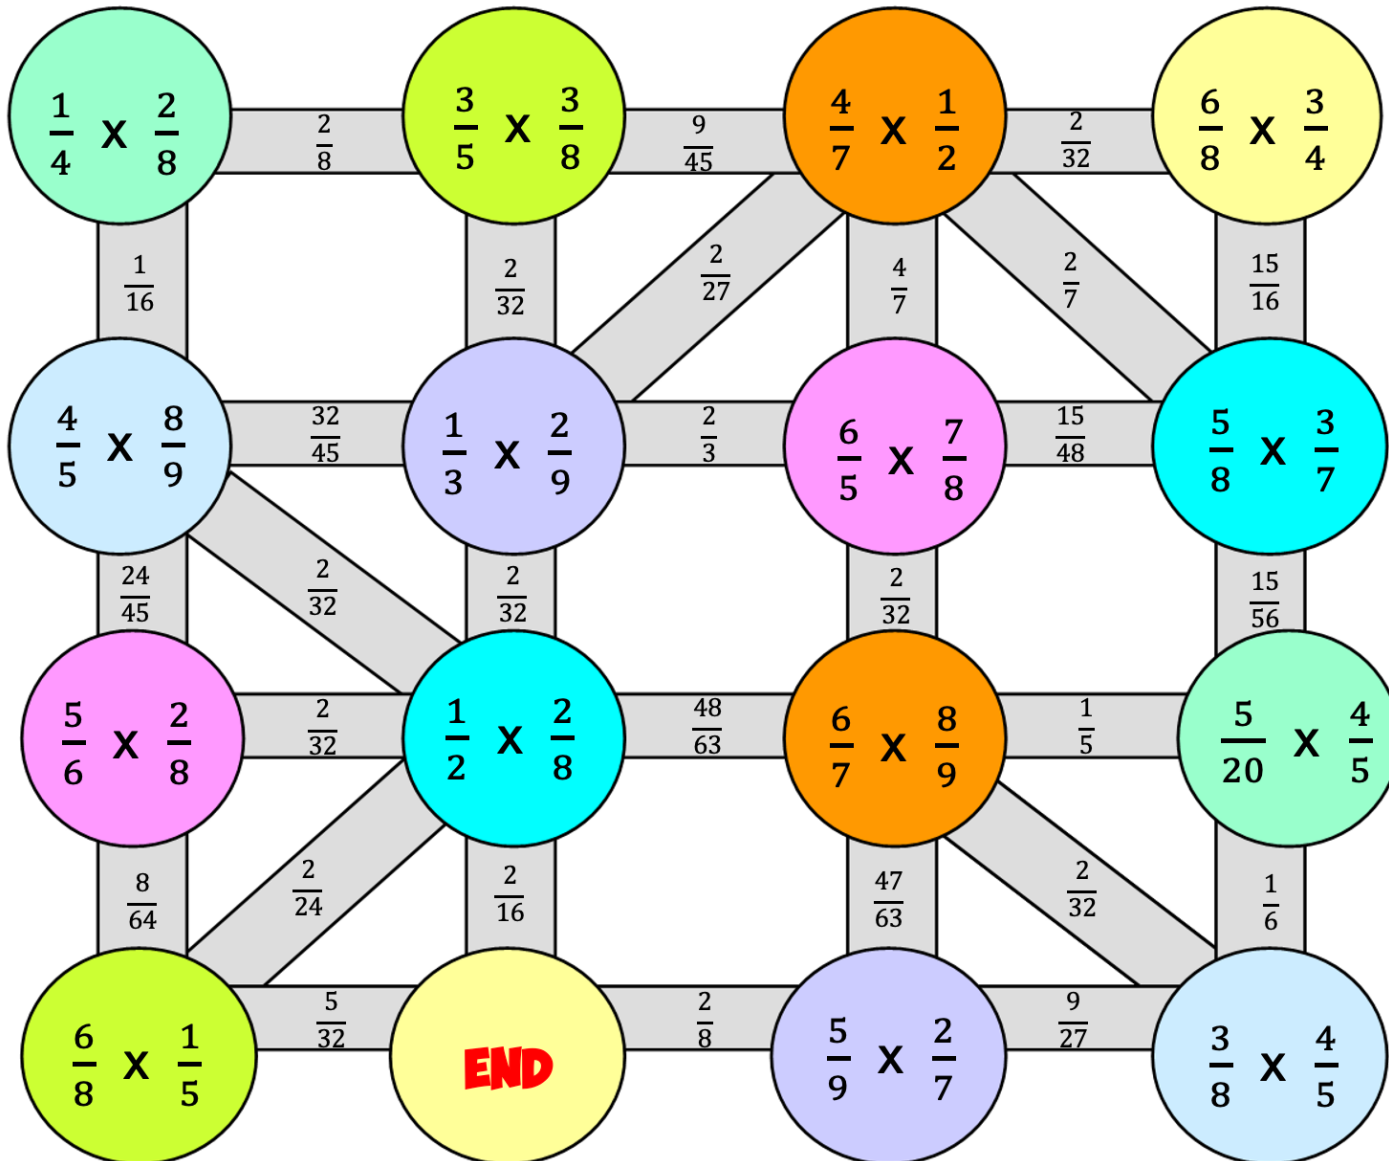 1/4 X 2/8
2/8
3/5 X 3/8
9/45
4/7 X 1/2
2/32
6/8 X 3/4
1/16
2/32
2/27
4/7
2/7
15/16
4/5 X 8/9
32/45
1/3 X 2/9
2/3
6/5 X 7/8
15/48
5/8 X 3/7
24/45
2/32
2/32
2/32
15/56
5/6 X 2/8
2/32
1/2 X 2/8
48/63
6/7 X 8/9
1/5
5/20 X 4/5
8/64
2/24
2/16
47/63
2/32
1/6
6/8 X 1/5
5/32
END
2/8
5/9 X 2/7
9/27
3/8 X 4/5